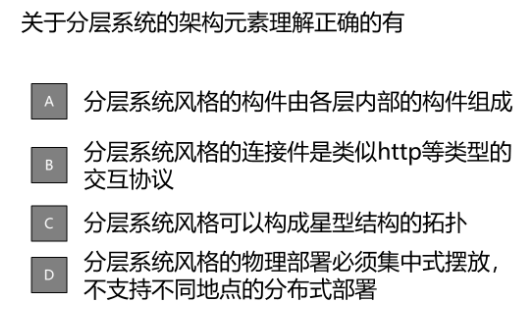 关于分层系统的架构元素理解正确的有
A 分层系统风格的构件由各层内部的构件组成
B 分层系统风格的连接件是类似http等类型的
交互协议
C 分层系统风格可以构成星型结构的拓扑
D 分层系统风格的物理部署必须集中式摆放，
不支持不同地点的分布式部署